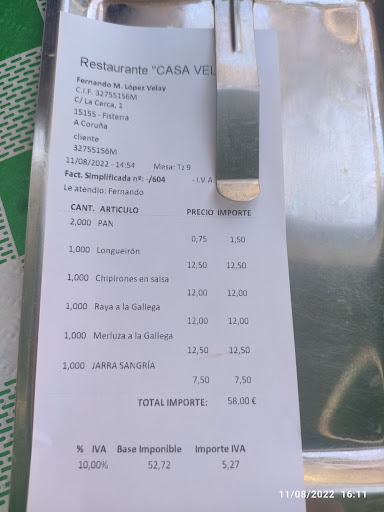 Restaurante "CASA VEL
Fernando M. López Velay
C.I.F. 32755156M
C/ La Cerca, 1
15155 - Fisterra
A Coruña
cliente
32755156M
11/08/2022 - 14:54 Mesa: Tz 9
Fact. Simplificada nº: -/604 - I.V.A
Le atendio: Fernando
CANT. ARTICULO PRECIO IMPORTE
2,000 PAN
0,75 1,50
1,000 Longueirón
12,50 12,50
1,000 Chipirones en salsa
12,00 12,00
1,000 Raya a la Gallega
12,00 12,00
1,000 Merluza a la Gallega
12,50 12,50
1,000 JARRA SANGRÍA
7,50 7,50
TOTAL IMPORTE: 58,00 €
% IVA Base Imponible Importe IVA
10,00% 52,72 5,27
11/08/2022 16:11